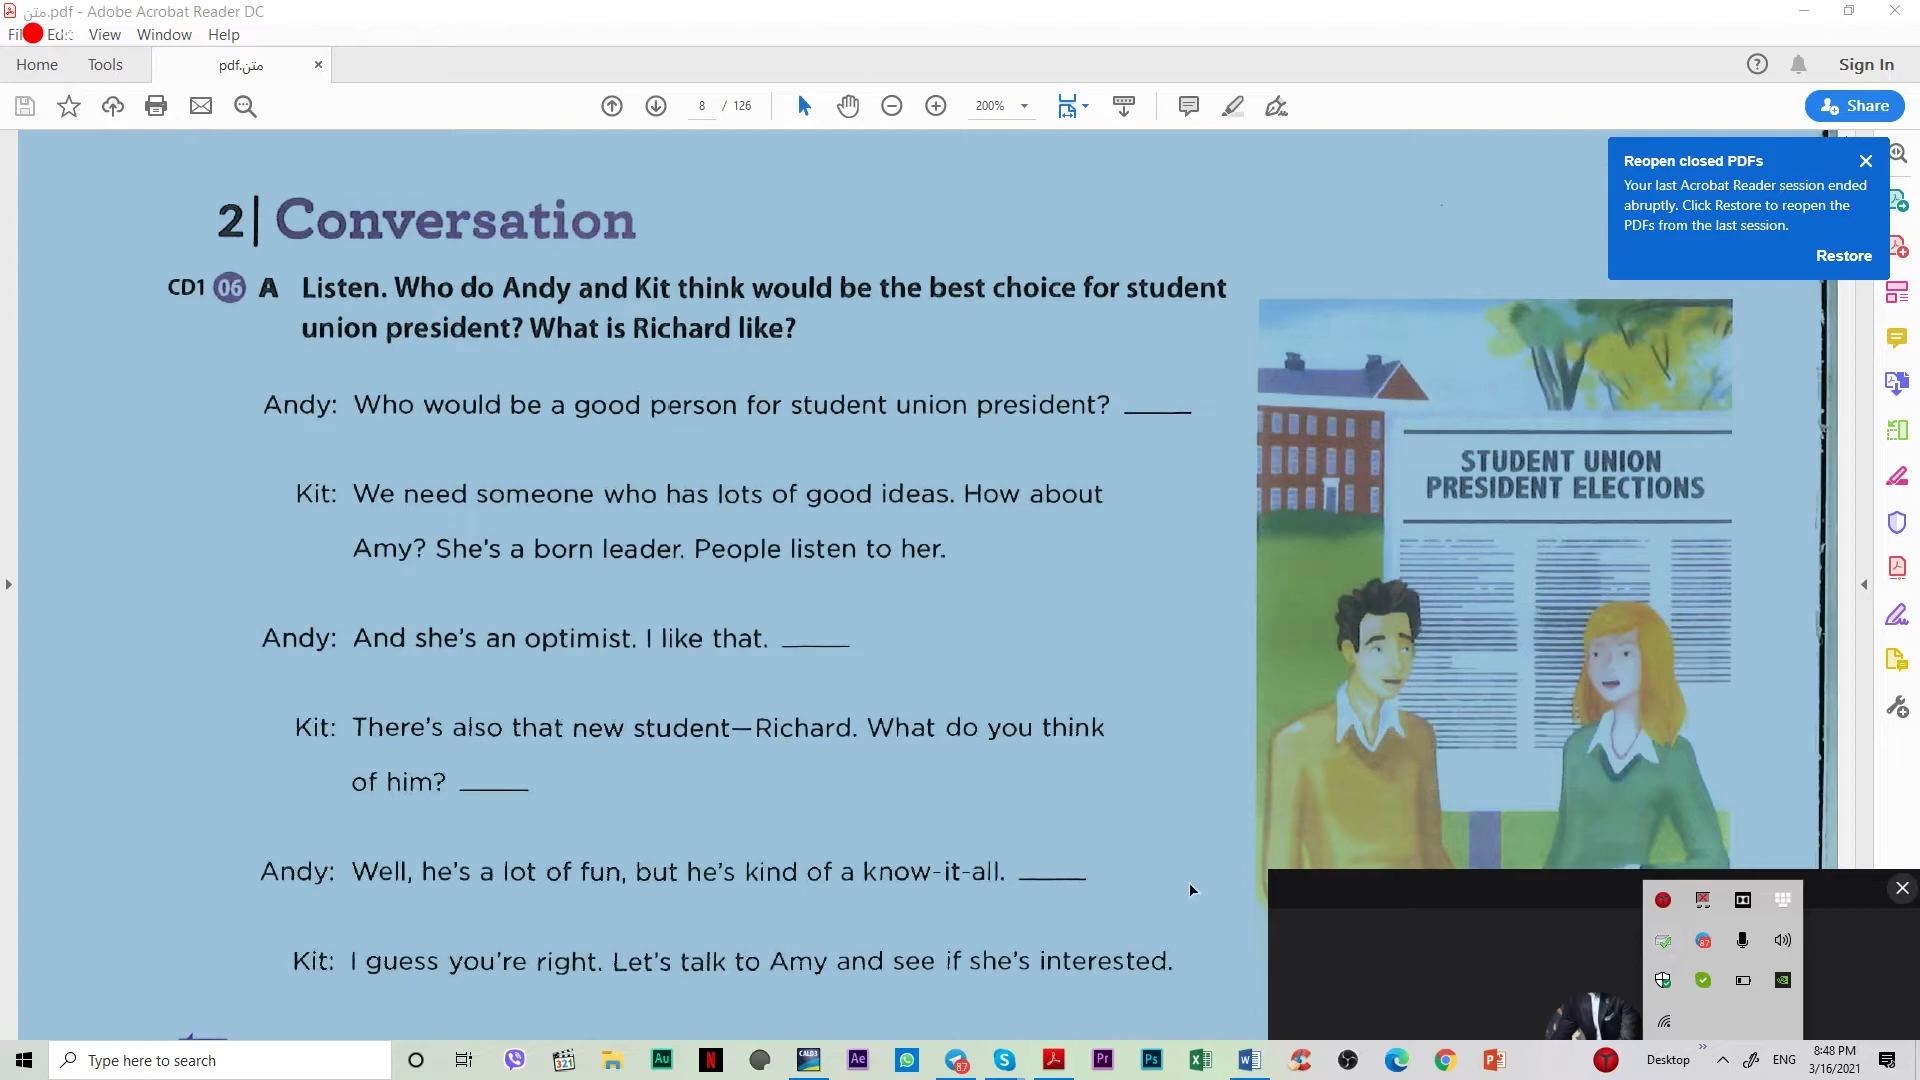 متن.pdf - Adobe Acrobat Reader DC
View Window Help
Home Tools متن.pdf Sign In
8 / 126 200% Share
Reopen closed PDFs
Your last Acrobat Reader session ended
abruptly. Click Restore to reopen the
PDFs from the last session.
Restore
2 | Conversation
CD1 06 A Listen. Who do Andy and Kit think would be the best choice for student
union president? What is Richard like?
Andy: Who would be a good person for student union president? _____
Kit: We need someone who has lots of good ideas. How about
Amy? She's a born leader. People listen to her.
Andy: And she's an optimist. I like that. _____
Kit: There's also that new student—Richard. What do you think
of him? _____
Andy: Well, he's a lot of fun, but he's kind of a know-it-all. _____
Kit: I guess you're right. Let's talk to Amy and see if she's interested.
STUDENT UNION
PRESIDENT ELECTIONS
87
Type here to search
321
Au
N
CALD3
Ae
87
Pr
Ps
Desktop
ENG
8:48 PM
3/16/2021